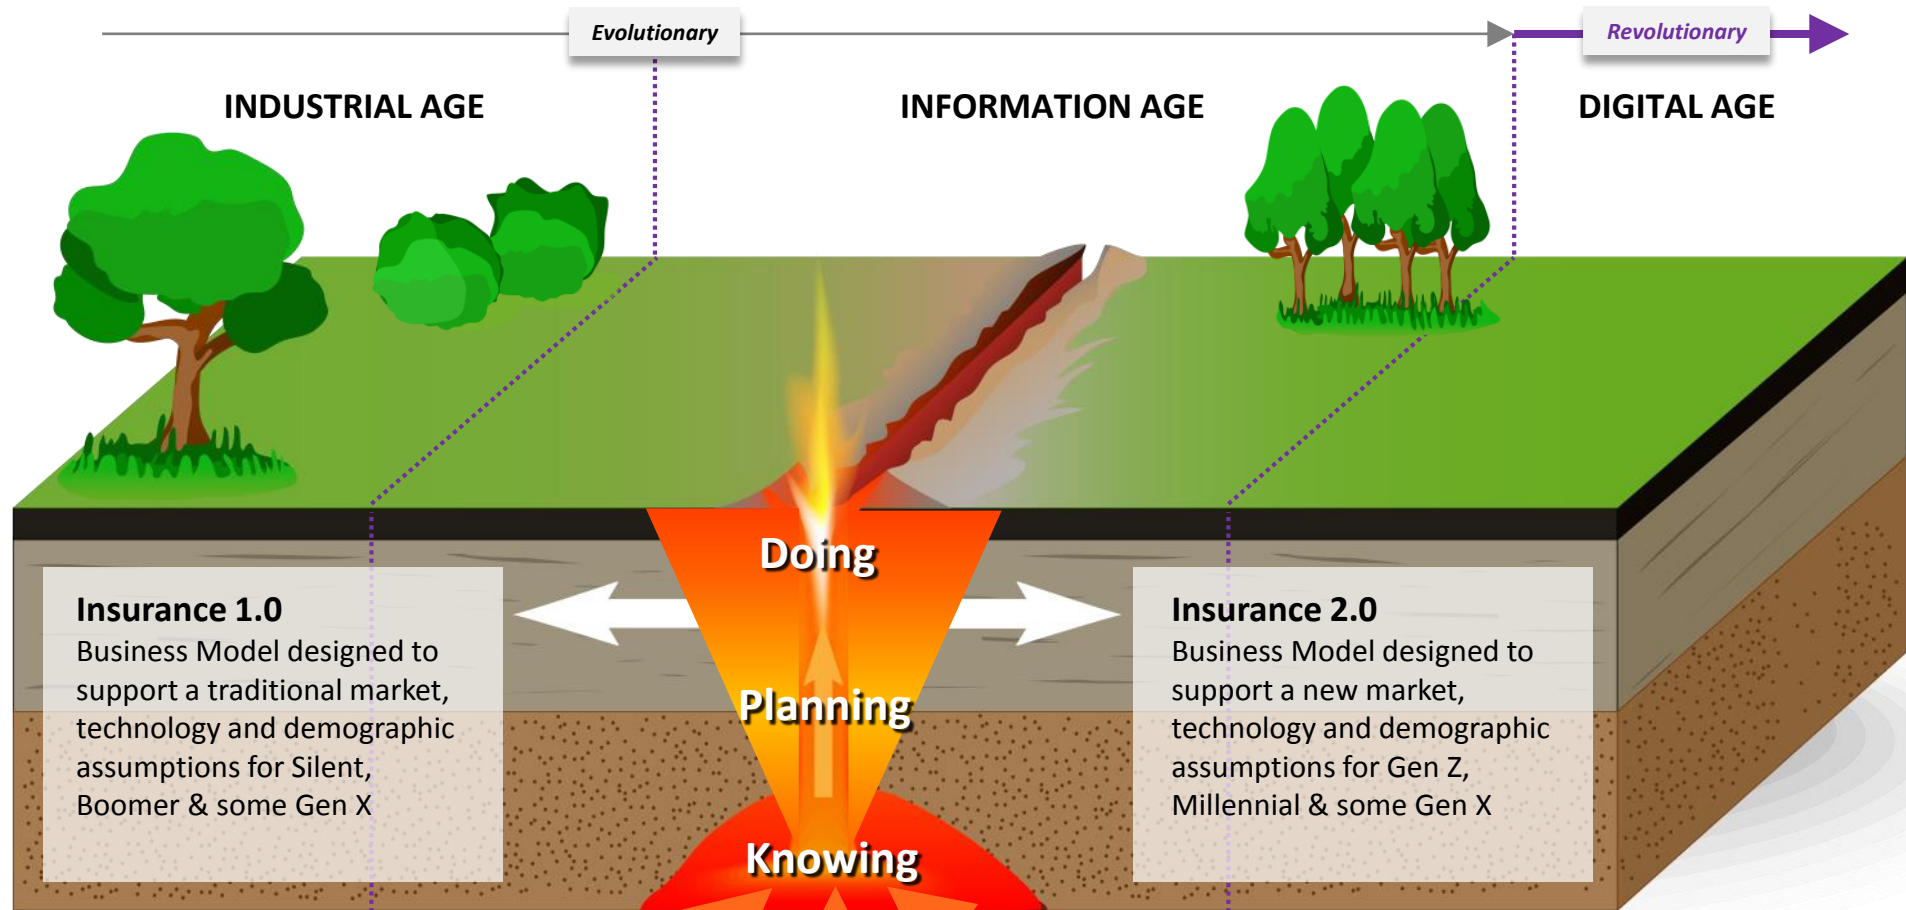 Evolutionary
Revolutionary
INDUSTRIAL AGE
INFORMATION AGE
DIGITAL AGE
Doing
Planning
Knowing
Insurance 1.0
Business Model designed to
support a traditional market,
technology and demographic
assumptions for Silent,
Boomer & some Gen X
Insurance 2.0
Business Model designed to
support a new market,
technology and demographic
assumptions for Gen Z,
Millennial & some Gen X